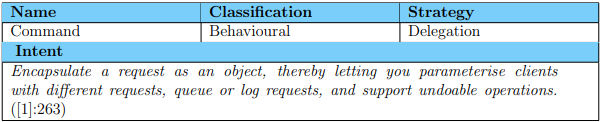 Name Classification Strategy
Command Behavioural Delegation
Intent
Encapsulate a request as an object, thereby letting you parameterise clients
with different requests, queue or log requests, and support undoable operations.
([1]:263)